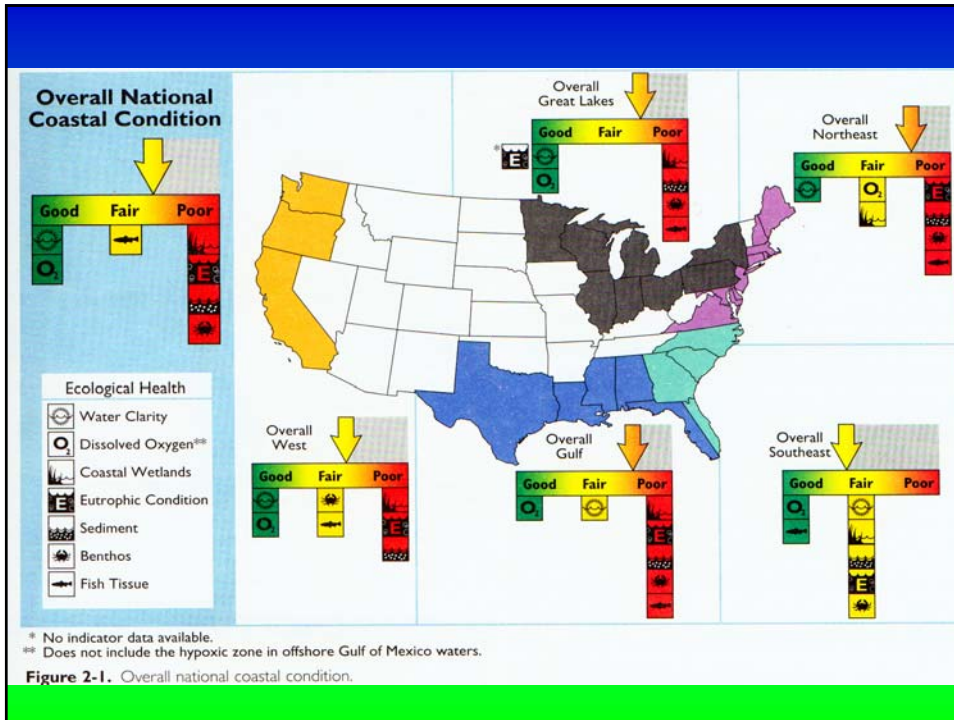 Overall National
Coastal Condition
Good Fair Poor
O₂
E
Ecological Health
Water Clarity
O₂ Dissolved Oxygen**
Coastal Wetlands
E Eutrophic Condition
Sediment
Benthos
Fish Tissue
Overall
Great Lakes
Good Fair Poor
* E
O₂
Overall
Northeast
Good Fair Poor
O₂ E
Overall
West
Good Fair Poor
O₂ E
Overall
Gulf
Good Fair Poor
O₂ E
Overall
Southeast
Good Fair Poor
O₂
E
* No indicator data available.
** Does not include the hypoxic zone in offshore Gulf of Mexico waters.
Figure 2-1. Overall national coastal condition.